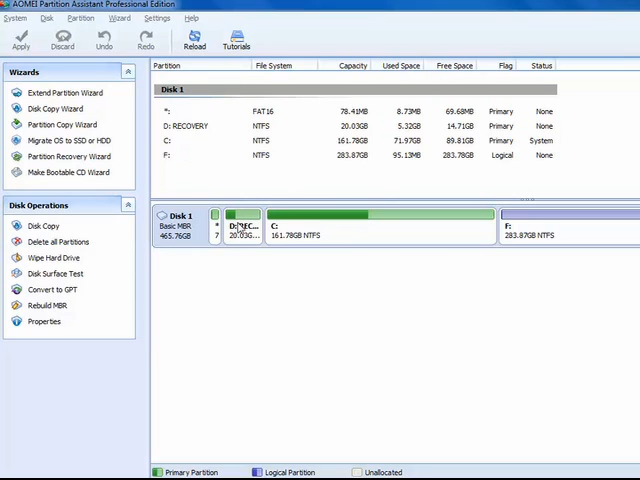 AOMEI Partition Assistant Professional Edition
System Disk Partition Wizard Settings Help
Apply Discard Undo Redo Reload Tutorials
Wizards
Extend Partition Wizard
Disk Copy Wizard
Partition Copy Wizard
Migrate OS to SSD or HDD
Partition Recovery Wizard
Make Bootable CD Wizard
Disk Operations
Disk Copy
Delete all Partitions
Wipe Hard Drive
Disk Surface Test
Convert to GPT
Rebuild MBR
Properties
Partition File System Capacity Used Space Free Space Flag Status
Disk 1
*: FAT16 78.41MB 8.73MB 69.68MB Primary None
D: RECOVERY NTFS 20.03GB 5.32GB 14.71GB Primary None
C: NTFS 161.78GB 71.97GB 89.81GB Primary System
F: NTFS 283.87GB 95.13MB 283.78GB Logical None
Disk 1
Basic MBR
465.76GB
*
7
D: REC...
20.03G...
C:
161.78GB NTFS
F:
283.87GB NTFS
Primary Partition Logical Partition Unallocated